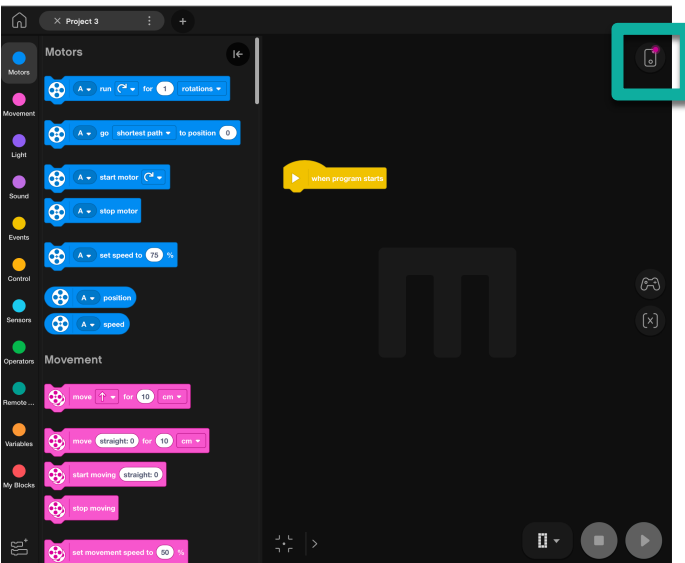 Project 3
Motors
Motors
A run for 1 rotations
Movement
A go shortest path to position 0
Light
A start motor
Sound
A stop motor
when program starts
Events
A set speed to 75 %
Control
A position
Sensors
A speed
Operators
Movement
Remote ...
move for 10 cm
Variables
move straight: 0 for 10 cm
My Blocks
start moving straight: 0
stop moving
set movement speed to 50 %